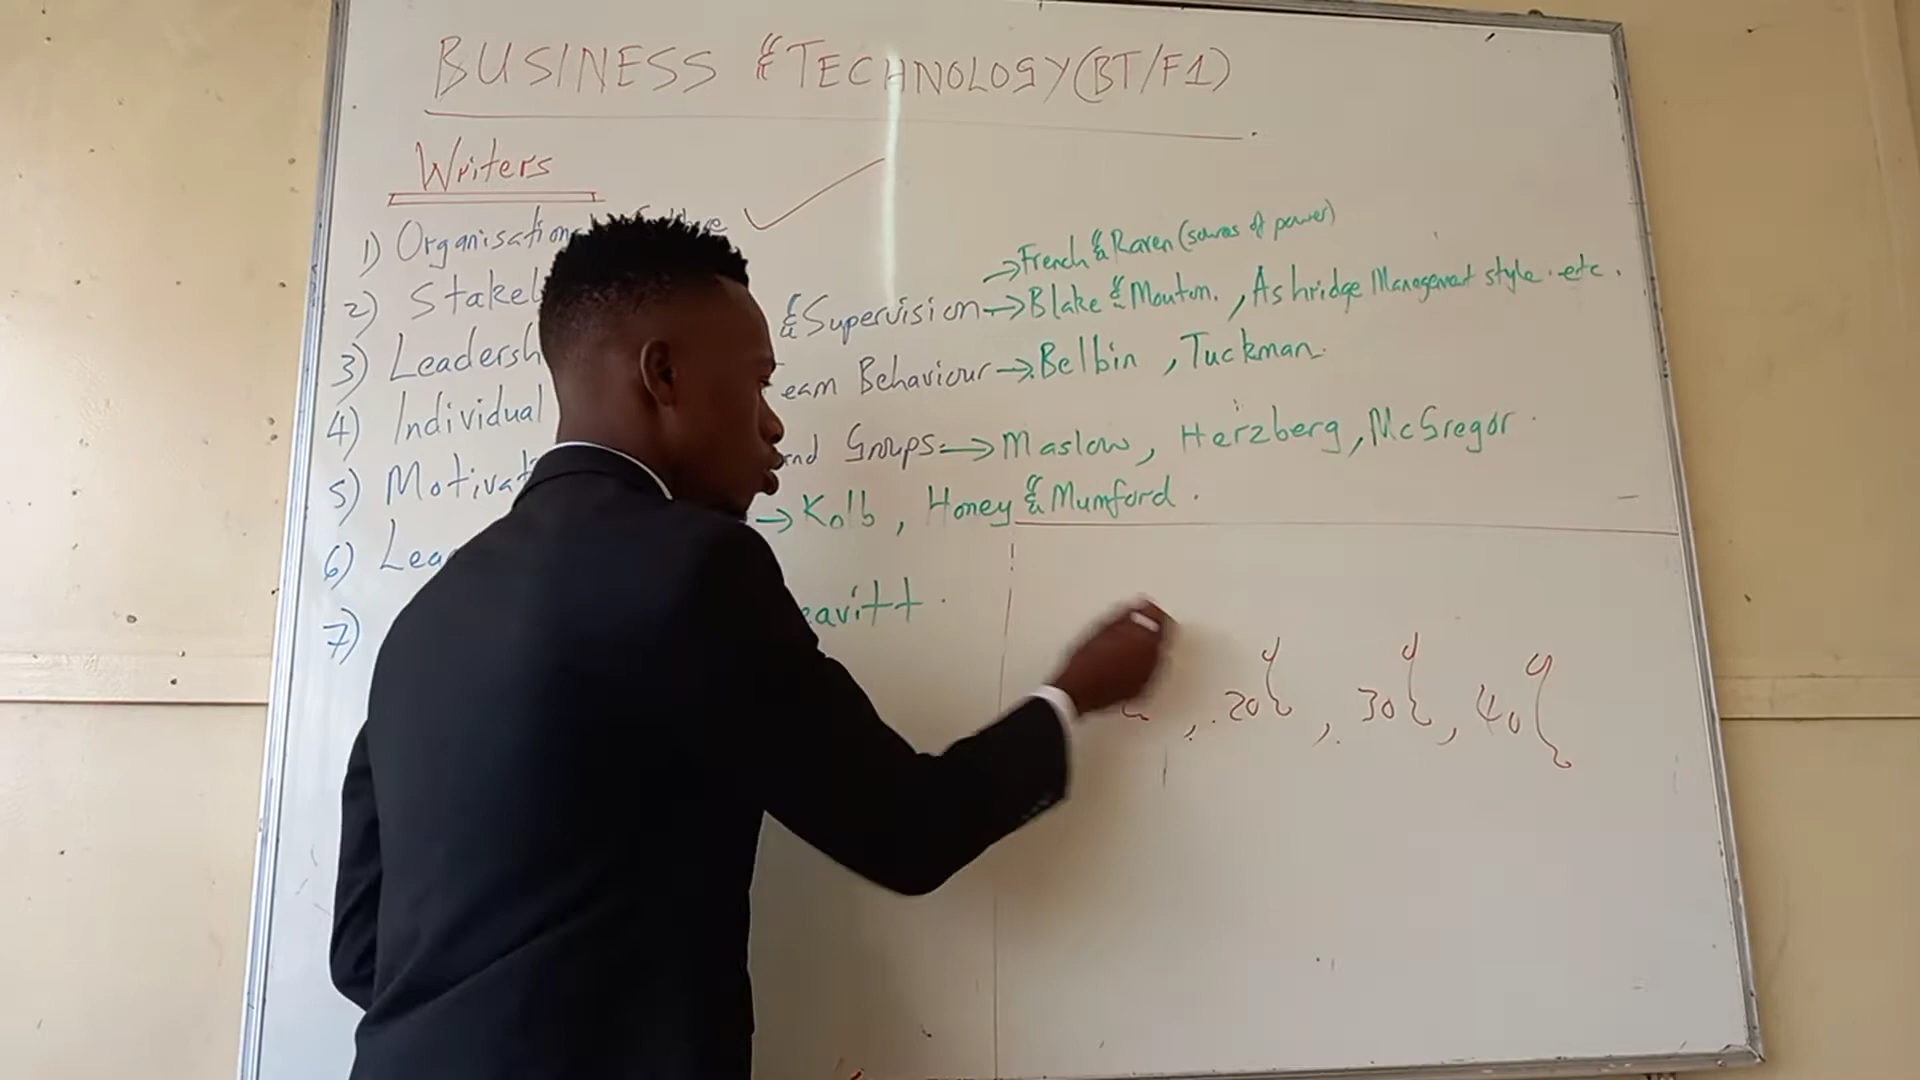 BUSINESS & TECHNOLOGY (BT/F1)
Writers
1) Organisation
2) Stakel
→ French & Raven (sources of power)
3) Leadersh & Supervision → Blake & Mouton, Ashridge Management style etc.
4) Individual eam Behaviour → Belbin, Tuckman.
5) Motivat and Groups → Maslow, Herzberg, McGregor.
6) Lea → Kolb, Honey & Mumford.
7) eavitt.
, 20{, 30{, 40{